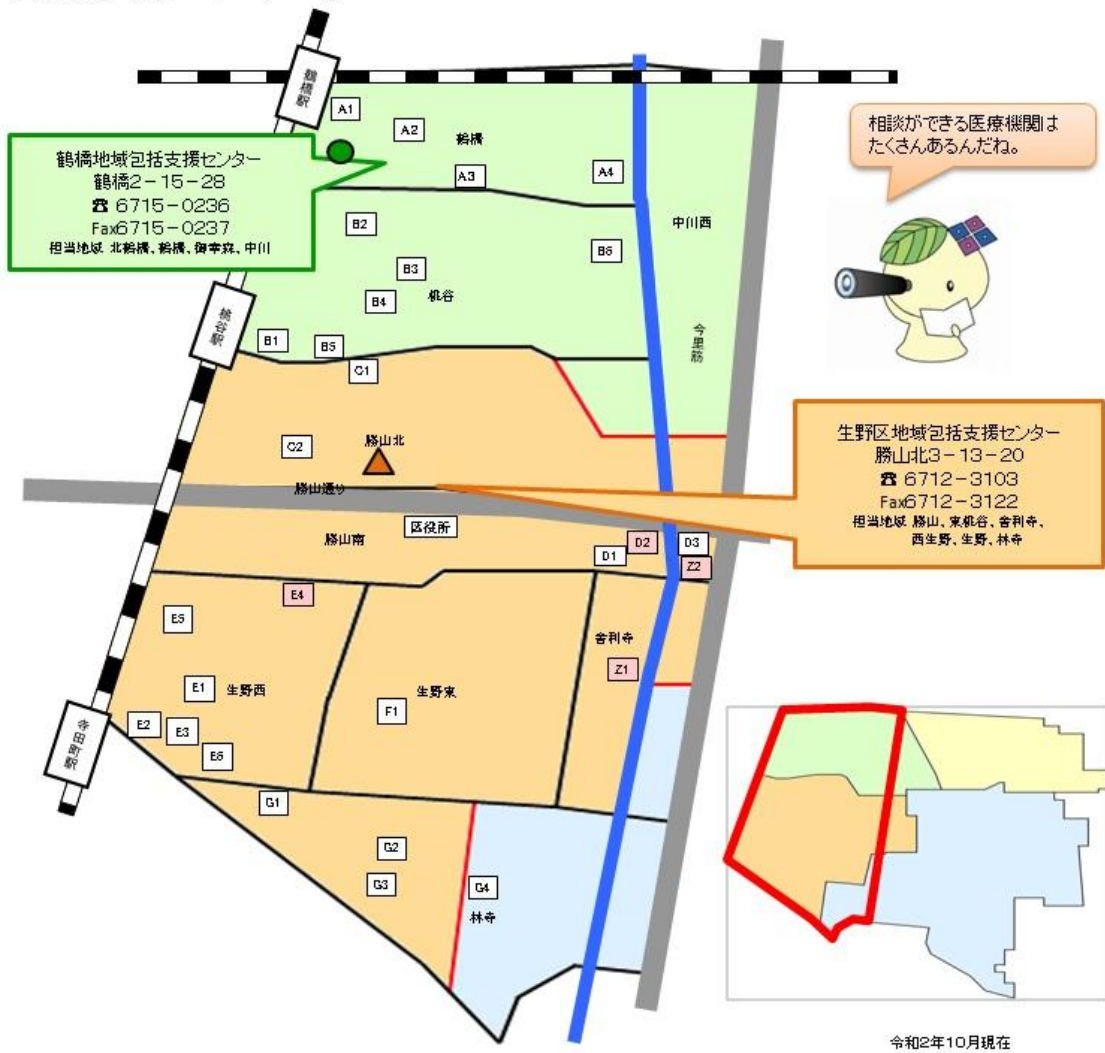 鶴橋駅
A1
A2
鶴橋
A3
A4
鶴橋地域包括支援センター
鶴橋2-15-28
☎ 6715-0236
Fax6715-0237
担当地域 北鶴橋、鶴橋、御幸森、中川
相談ができる医療機関は
たくさんあるんだね。
B2
B6
中川西
B3
B4
桃谷
桃谷駅
B1
B5
今里筋
C1
C2
勝山北
勝山通り
生野区地域包括支援センター
勝山北3-13-20
☎ 6712-3103
Fax6712-3122
担当地域 勝山、東桃谷、舎利寺、
西生野、生野、林寺
区役所
勝山南
D1
D2
D3
Z2
E4
E5
舎利寺
Z1
E1
生野西
生野東
F1
E2
E3
E6
寺田町駅
G1
G2
G3
G4
林寺
令和2年10月現在